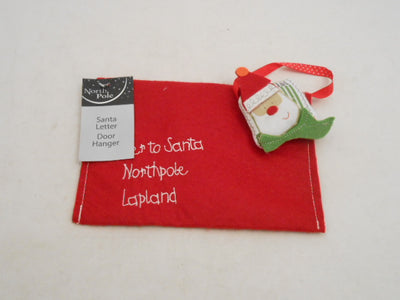 North
Pole
Santa
Letter
Door
Hanger
to Santa
Northpole
Lapland